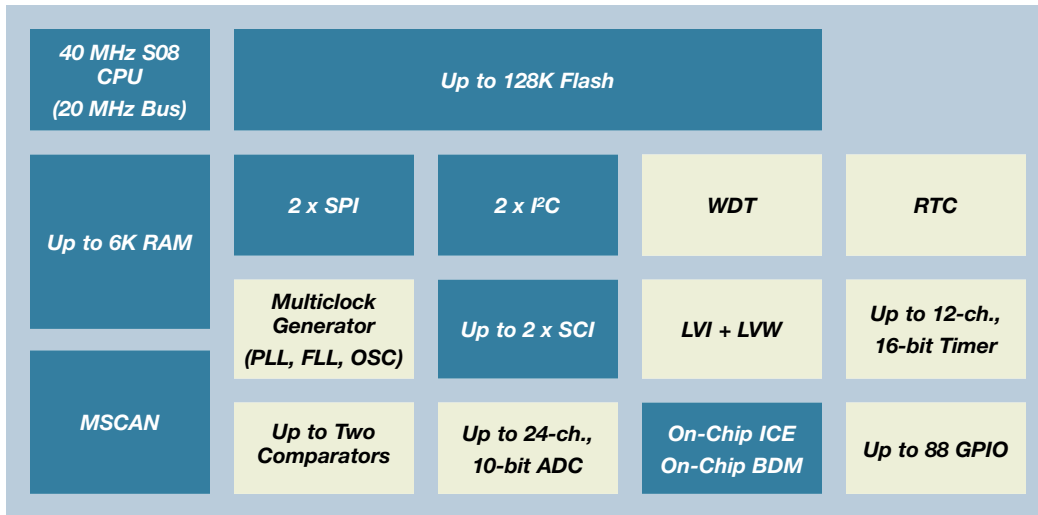 40 MHz S08
CPU
(20 MHz Bus)
Up to 128K Flash
Up to 6K RAM
2 x SPI
2 x I²C
WDT
RTC
Multiclock
Generator
(PLL, FLL, OSC)
Up to 2 x SCI
LVI + LVW
Up to 12-ch.,
16-bit Timer
MSCAN
Up to Two
Comparators
Up to 24-ch.,
10-bit ADC
On-Chip ICE
On-Chip BDM
Up to 88 GPIO